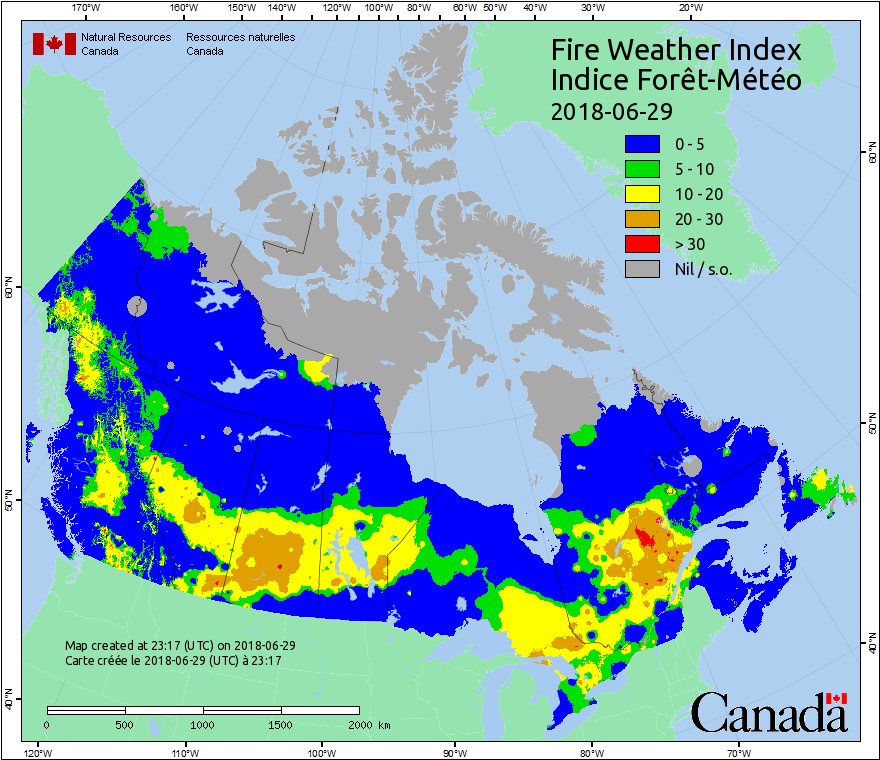 170°W 160°W 150°W 140°W 120°W 100°W 80°W 60°W 50°W 40°W 30°W 20°W
Natural Resources Ressources naturelles
Canada Canada
Fire Weather Index
Indice Forêt-Météo
2018-06-29
0 - 5
5 - 10
10 - 20
20 - 30
> 30
Nil / s.o.
60°N
60°N
50°N
50°N
40°N
40°N
Map created at 23:17 (UTC) on 2018-06-29
Carte créée le 2018-06-29 (UTC) à 23:17
0 500 1000 1500 2000 km
Canada
120°W 110°W 100°W 90°W 80°W 70°W